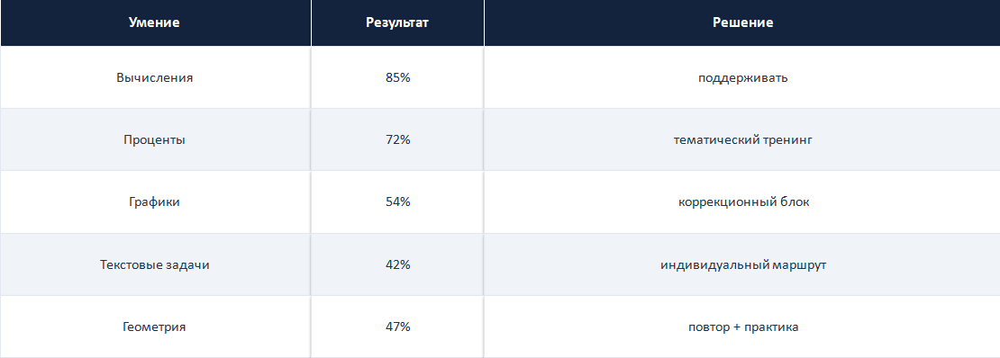 Умение Результат Решение
Вычисления 85% поддерживать
Проценты 72% тематический тренинг
Графики 54% коррекционный блок
Текстовые задачи 42% индивидуальный маршрут
Геометрия 47% повтор + практика